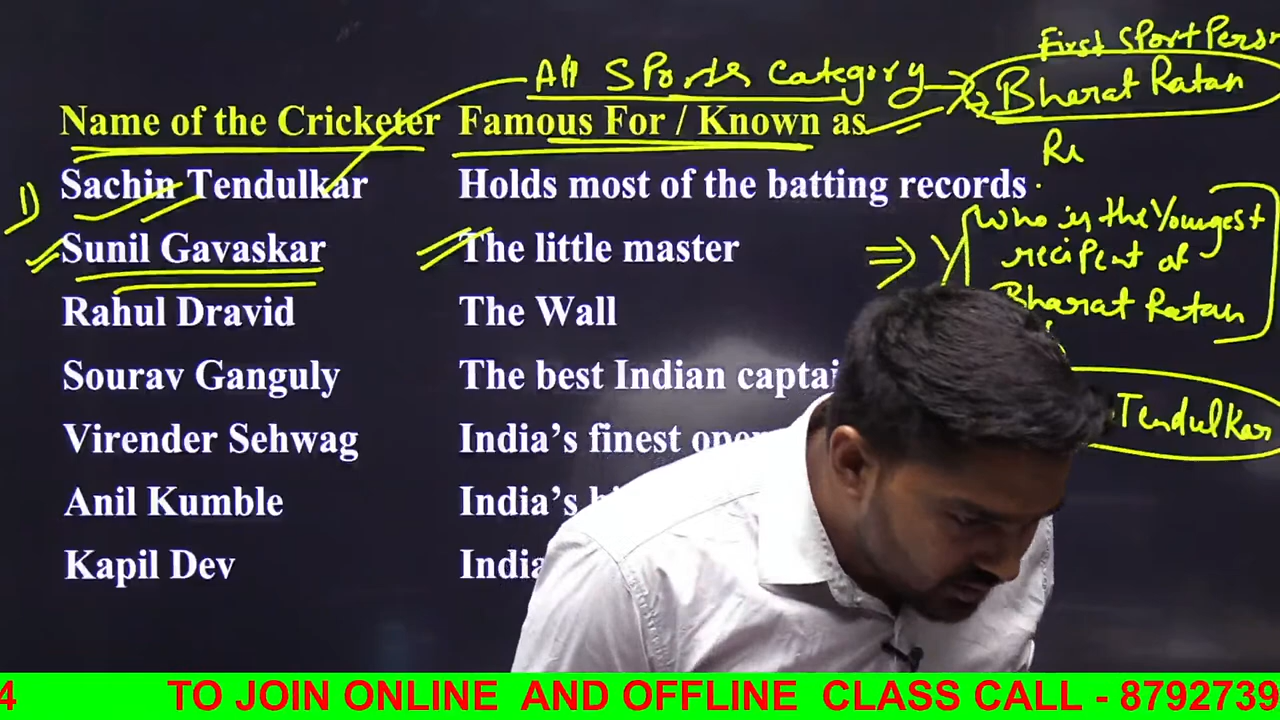 First Sport Person
All Sports Category
Bharat Ratan
Name of the Cricketer Famous For / Known as
Re
1) Sachin Tendulkar Holds most of the batting records
Who is the Youngest
recipent of
Bharat Ratan
Sunil Gavaskar The little master
Rahul Dravid The Wall
Sourav Ganguly The best Indian captai
Tendulkar
Virender Sehwag India's finest ope
Anil Kumble India's
Kapil Dev India
4 TO JOIN ONLINE AND OFFLINE CLASS CALL - 8792739